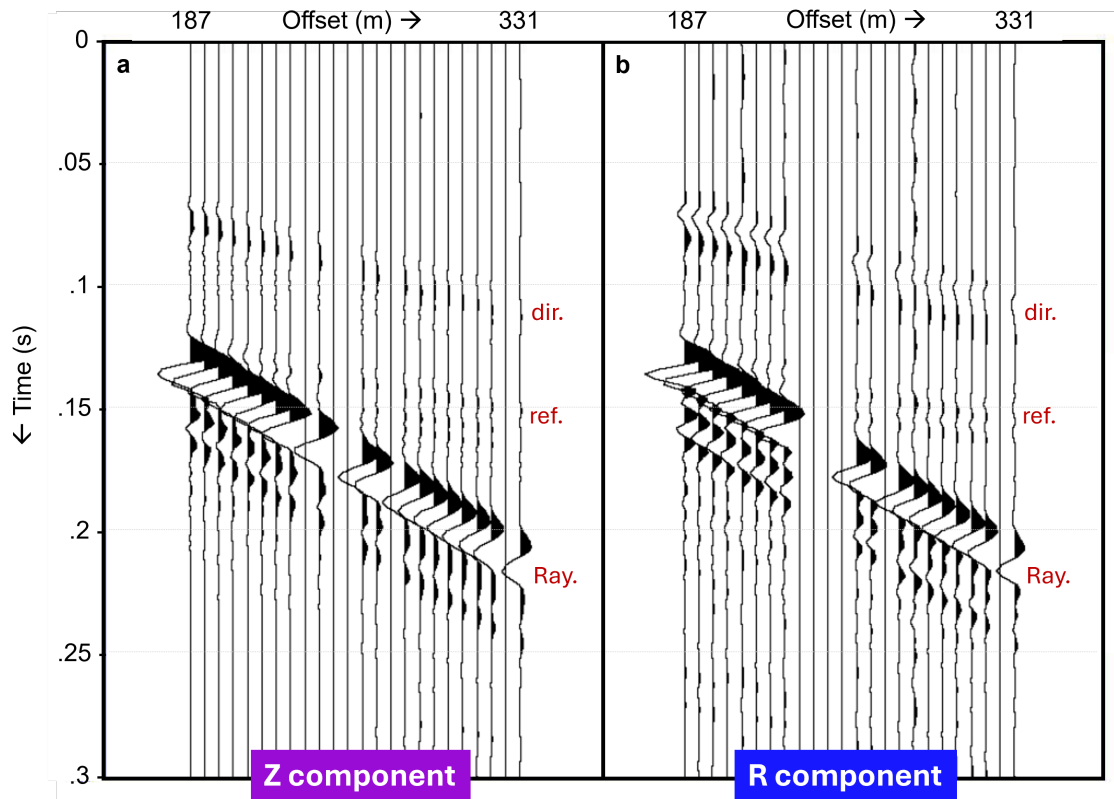 187 Offset (m) → 331 187 Offset (m) → 331
0
a b
.05
.1
dir. dir.
← Time (s)
.15
ref. ref.
.2
Ray. Ray.
.25
.3
Z component R component